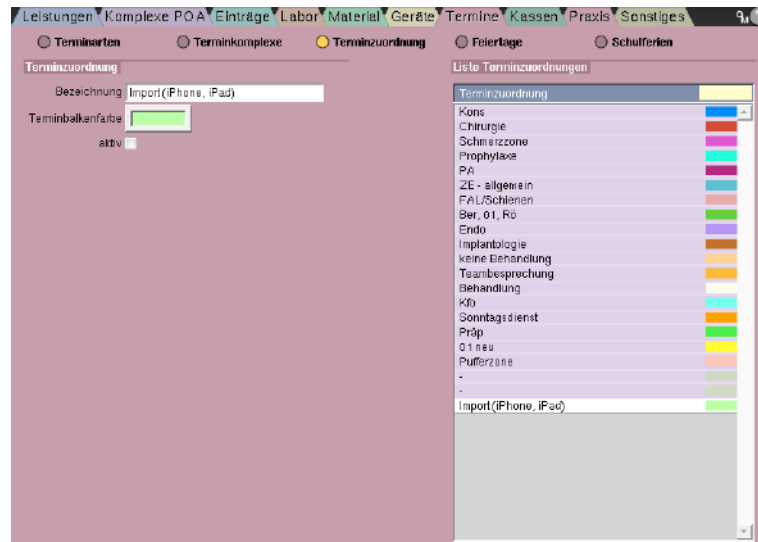 Leistungen Komplexe POA Einträge Labor Material Geräte Termine Kassen Praxis Sonstiges
Terminarten Terminkomplexe Terminzuordnung Feiertage Schulferien
Terminzuordnung
Bezeichnung Import(iPhone, iPad)
Terminbalkenfarbe
aktiv
Liste Terminzuordnungen
Terminzuordnung
Kons
Chirurgie
Schmerzzone
Prophylaxe
PA
ZE - allgemein
FAL/Schienen
Ber, 01, Rö
Endo
Implantologie
keine Behandlung
Teambesprechung
Behandlung
Kfo
Sonntagsdienst
Präp
01 neu
Pufferzone
-
-
Import(iPhone, iPad)